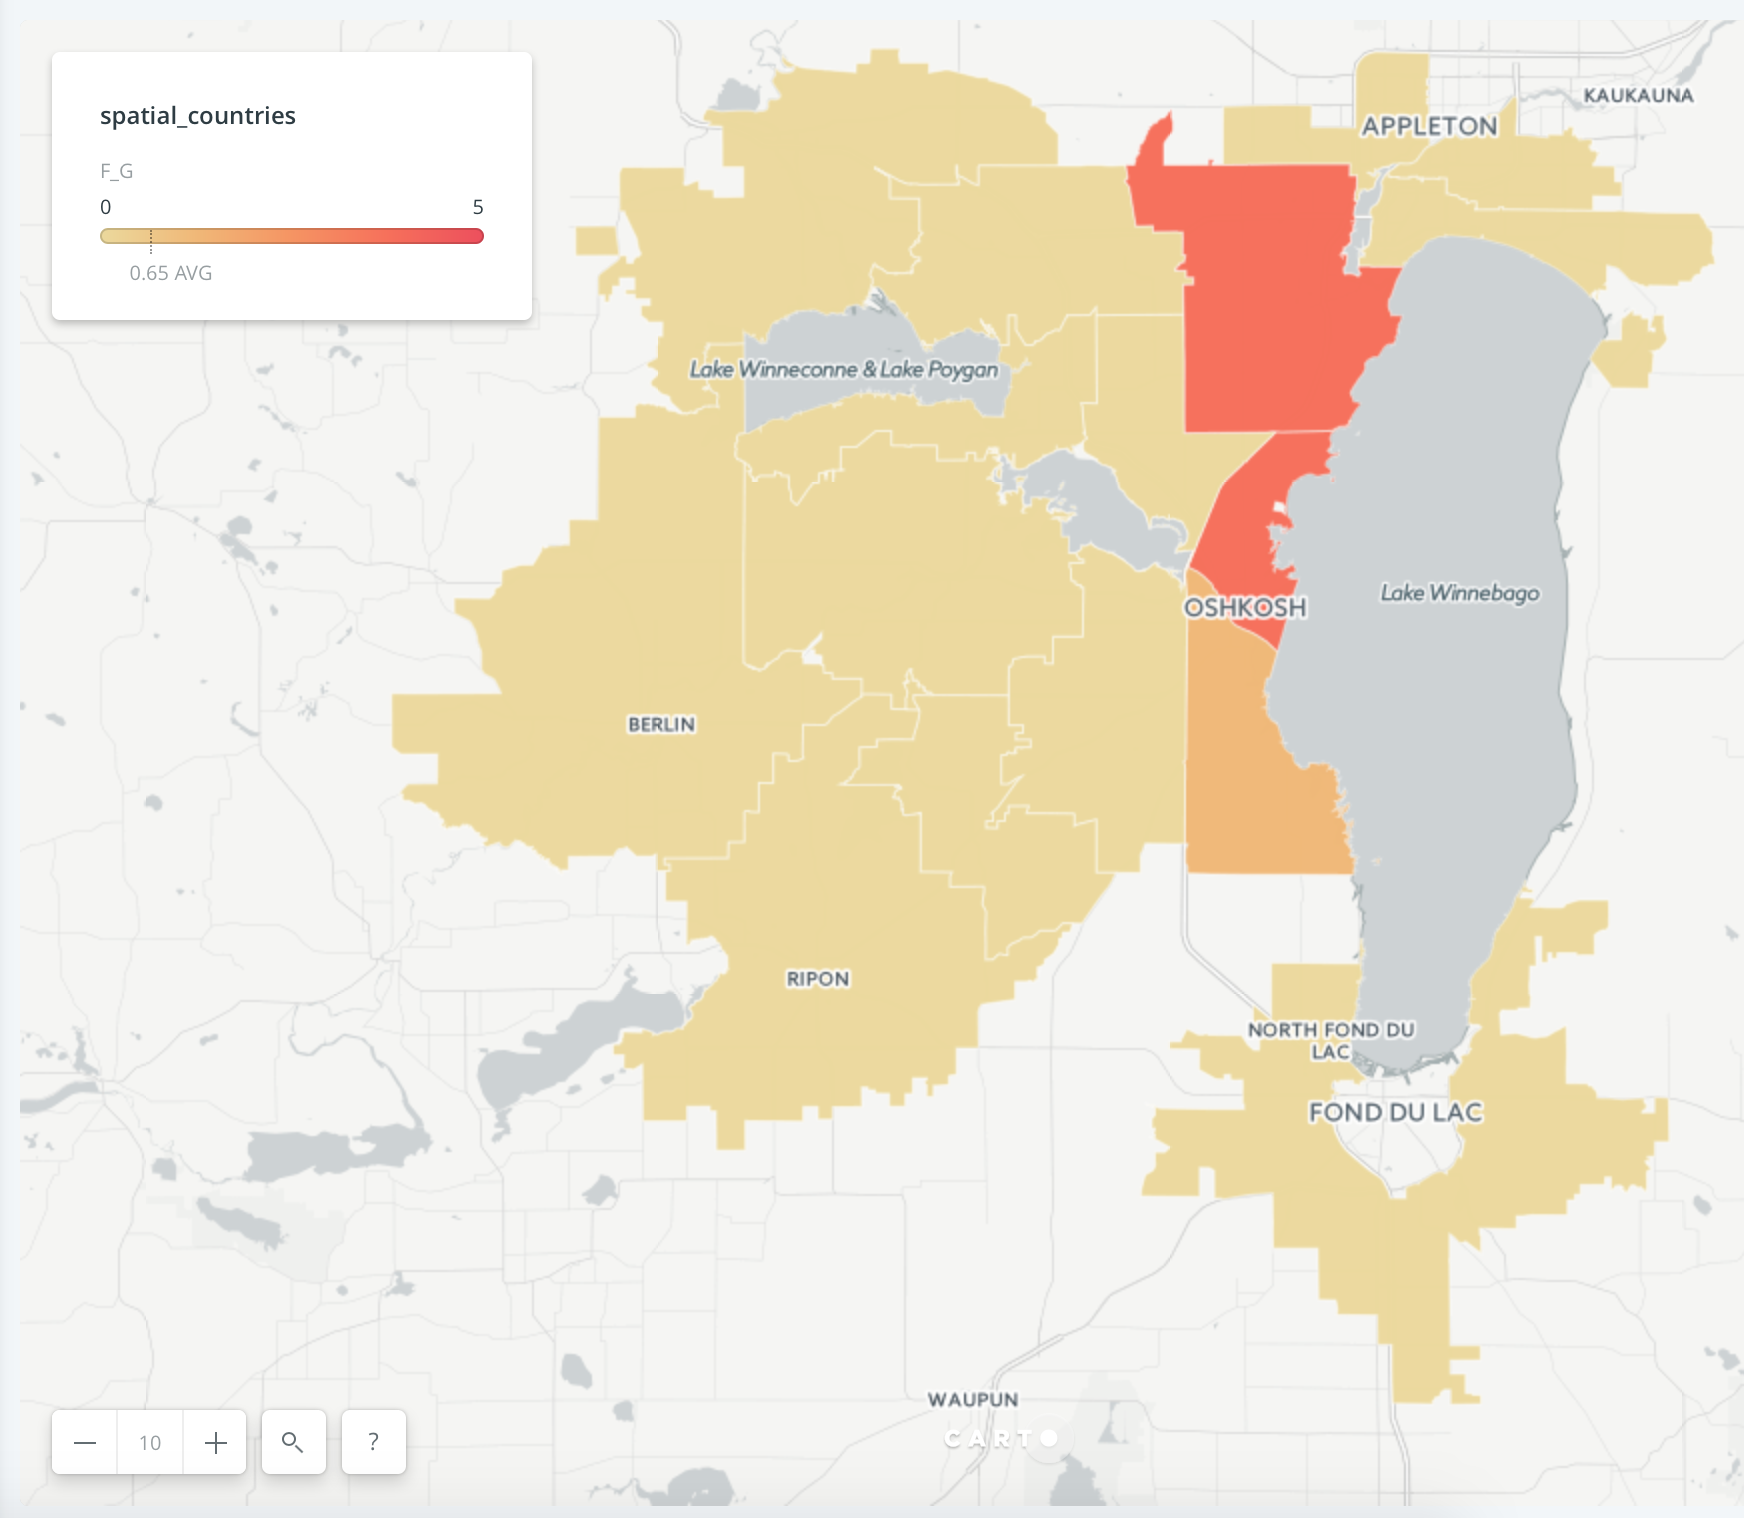 spatial_countries
F_G
0 5
0.65 AVG
KAUKAUNA
APPLETON
Lake Winneconne & Lake Poygan
Lake Winnebago
OSHKOSH
BERLIN
RIPON
NORTH FOND DU
LAC
FOND DU LAC
WAUPUN
CARTO
10
?